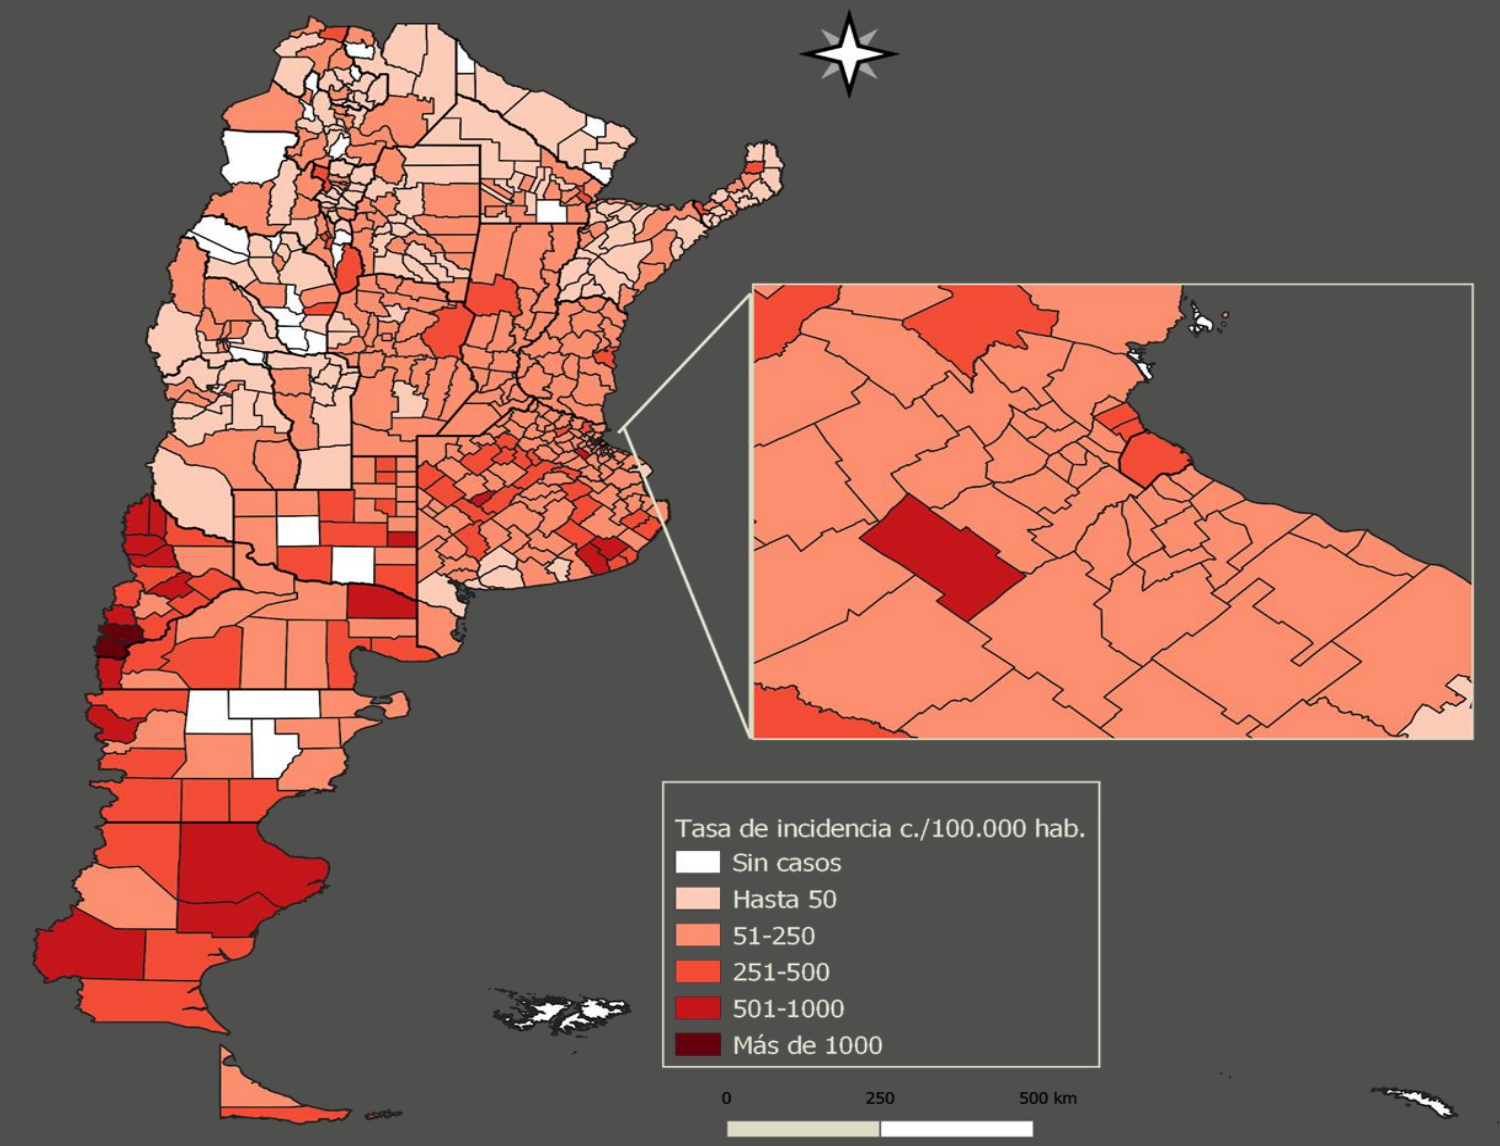 Tasa de incidencia c./100.000 hab.
Sin casos
Hasta 50
51-250
251-500
501-1000
Más de 1000
0 250 500 km